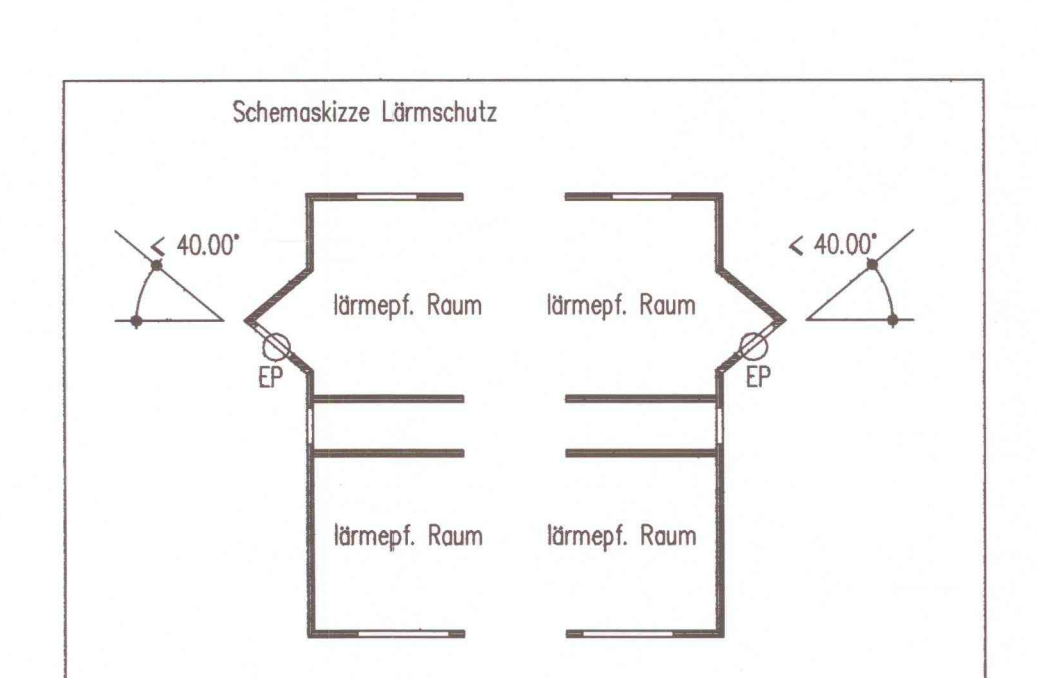 Schemaskizze Lärmschutz
< 40.00° < 40.00°
lärmepf. Raum lärmepf. Raum
EP EP
lärmepf. Raum lärmepf. Raum